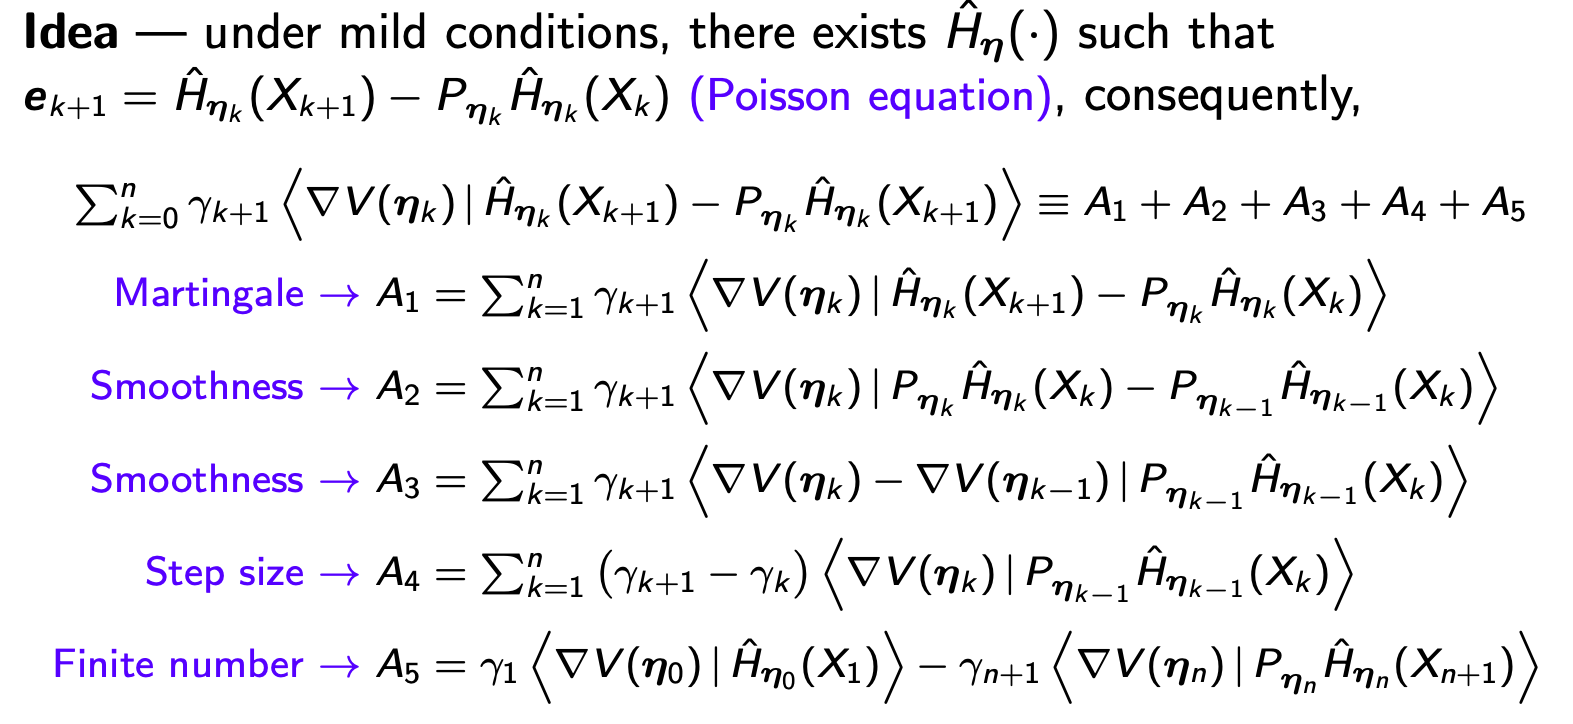 Idea — under mild conditions, there exists $\hat{H}_{\boldsymbol{\eta}}(\cdot)$ such that
$\boldsymbol{e}_{k+1} = \hat{H}_{\boldsymbol{\eta}_k}(X_{k+1}) - P_{\boldsymbol{\eta}_k}\hat{H}_{\boldsymbol{\eta}_k}(X_k)$ (Poisson equation), consequently,
$\sum_{k=0}^{n} \gamma_{k+1} \left\langle \nabla V(\boldsymbol{\eta}_k) \,|\, \hat{H}_{\boldsymbol{\eta}_k}(X_{k+1}) - P_{\boldsymbol{\eta}_k}\hat{H}_{\boldsymbol{\eta}_k}(X_{k+1}) \right\rangle \equiv A_1 + A_2 + A_3 + A_4 + A_5$
Martingale → $A_1 = \sum_{k=1}^{n} \gamma_{k+1} \left\langle \nabla V(\boldsymbol{\eta}_k) \,|\, \hat{H}_{\boldsymbol{\eta}_k}(X_{k+1}) - P_{\boldsymbol{\eta}_k}\hat{H}_{\boldsymbol{\eta}_k}(X_k) \right\rangle$
Smoothness → $A_2 = \sum_{k=1}^{n} \gamma_{k+1} \left\langle \nabla V(\boldsymbol{\eta}_k) \,|\, P_{\boldsymbol{\eta}_k}\hat{H}_{\boldsymbol{\eta}_k}(X_k) - P_{\boldsymbol{\eta}_{k-1}}\hat{H}_{\boldsymbol{\eta}_{k-1}}(X_k) \right\rangle$
Smoothness → $A_3 = \sum_{k=1}^{n} \gamma_{k+1} \left\langle \nabla V(\boldsymbol{\eta}_k) - \nabla V(\boldsymbol{\eta}_{k-1}) \,|\, P_{\boldsymbol{\eta}_{k-1}}\hat{H}_{\boldsymbol{\eta}_{k-1}}(X_k) \right\rangle$
Step size → $A_4 = \sum_{k=1}^{n} \left(\gamma_{k+1} - \gamma_k\right) \left\langle \nabla V(\boldsymbol{\eta}_k) \,|\, P_{\boldsymbol{\eta}_{k-1}}\hat{H}_{\boldsymbol{\eta}_{k-1}}(X_k) \right\rangle$
Finite number → $A_5 = \gamma_1 \left\langle \nabla V(\boldsymbol{\eta}_0) \,|\, \hat{H}_{\boldsymbol{\eta}_0}(X_1) \right\rangle - \gamma_{n+1} \left\langle \nabla V(\boldsymbol{\eta}_n) \,|\, P_{\boldsymbol{\eta}_n}\hat{H}_{\boldsymbol{\eta}_n}(X_{n+1}) \right\rangle$